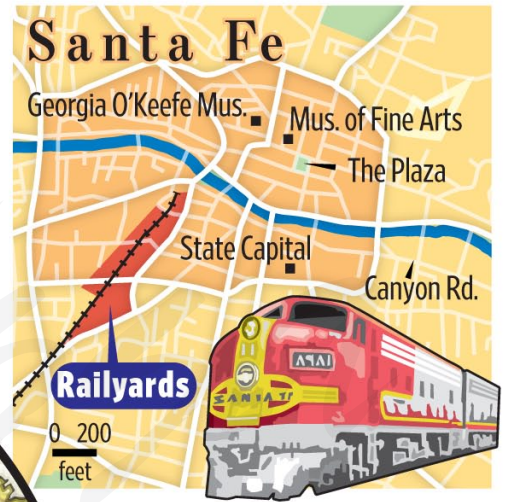 Santa Fe
Georgia O'Keefe Mus.
Mus. of Fine Arts
The Plaza
State Capital
Canyon Rd.
Railyards
0 200
feet